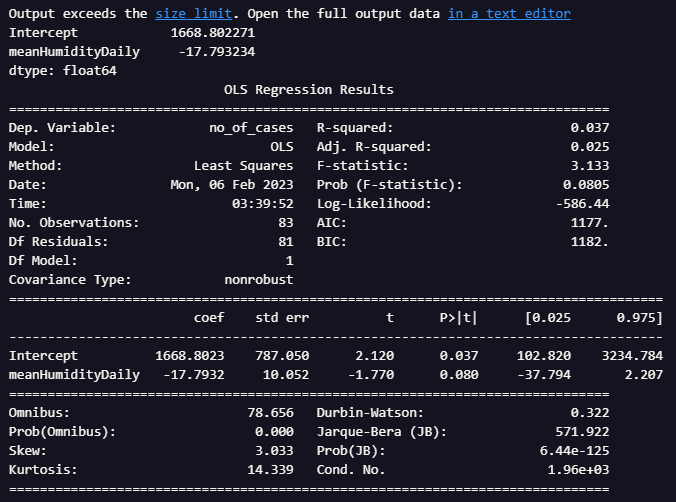 Output exceeds the size limit. Open the full output data in a text editor
Intercept 1668.802271
meanHumidityDaily -17.793234
dtype: float64
OLS Regression Results
==============================================================================
Dep. Variable: no_of_cases R-squared: 0.037
Model: OLS Adj. R-squared: 0.025
Method: Least Squares F-statistic: 3.133
Date: Mon, 06 Feb 2023 Prob (F-statistic): 0.0805
Time: 03:39:52 Log-Likelihood: -586.44
No. Observations: 83 AIC: 1177.
Df Residuals: 81 BIC: 1182.
Df Model: 1
Covariance Type: nonrobust
=====================================================================================
coef std err t P>|t| [0.025 0.975]
-------------------------------------------------------------------------------------
Intercept 1668.8023 787.050 2.120 0.037 102.820 3234.784
meanHumidityDaily -17.7932 10.052 -1.770 0.080 -37.794 2.207
==============================================================================
Omnibus: 78.656 Durbin-Watson: 0.322
Prob(Omnibus): 0.000 Jarque-Bera (JB): 571.922
Skew: 3.033 Prob(JB): 6.44e-125
Kurtosis: 14.339 Cond. No. 1.96e+03
==============================================================================